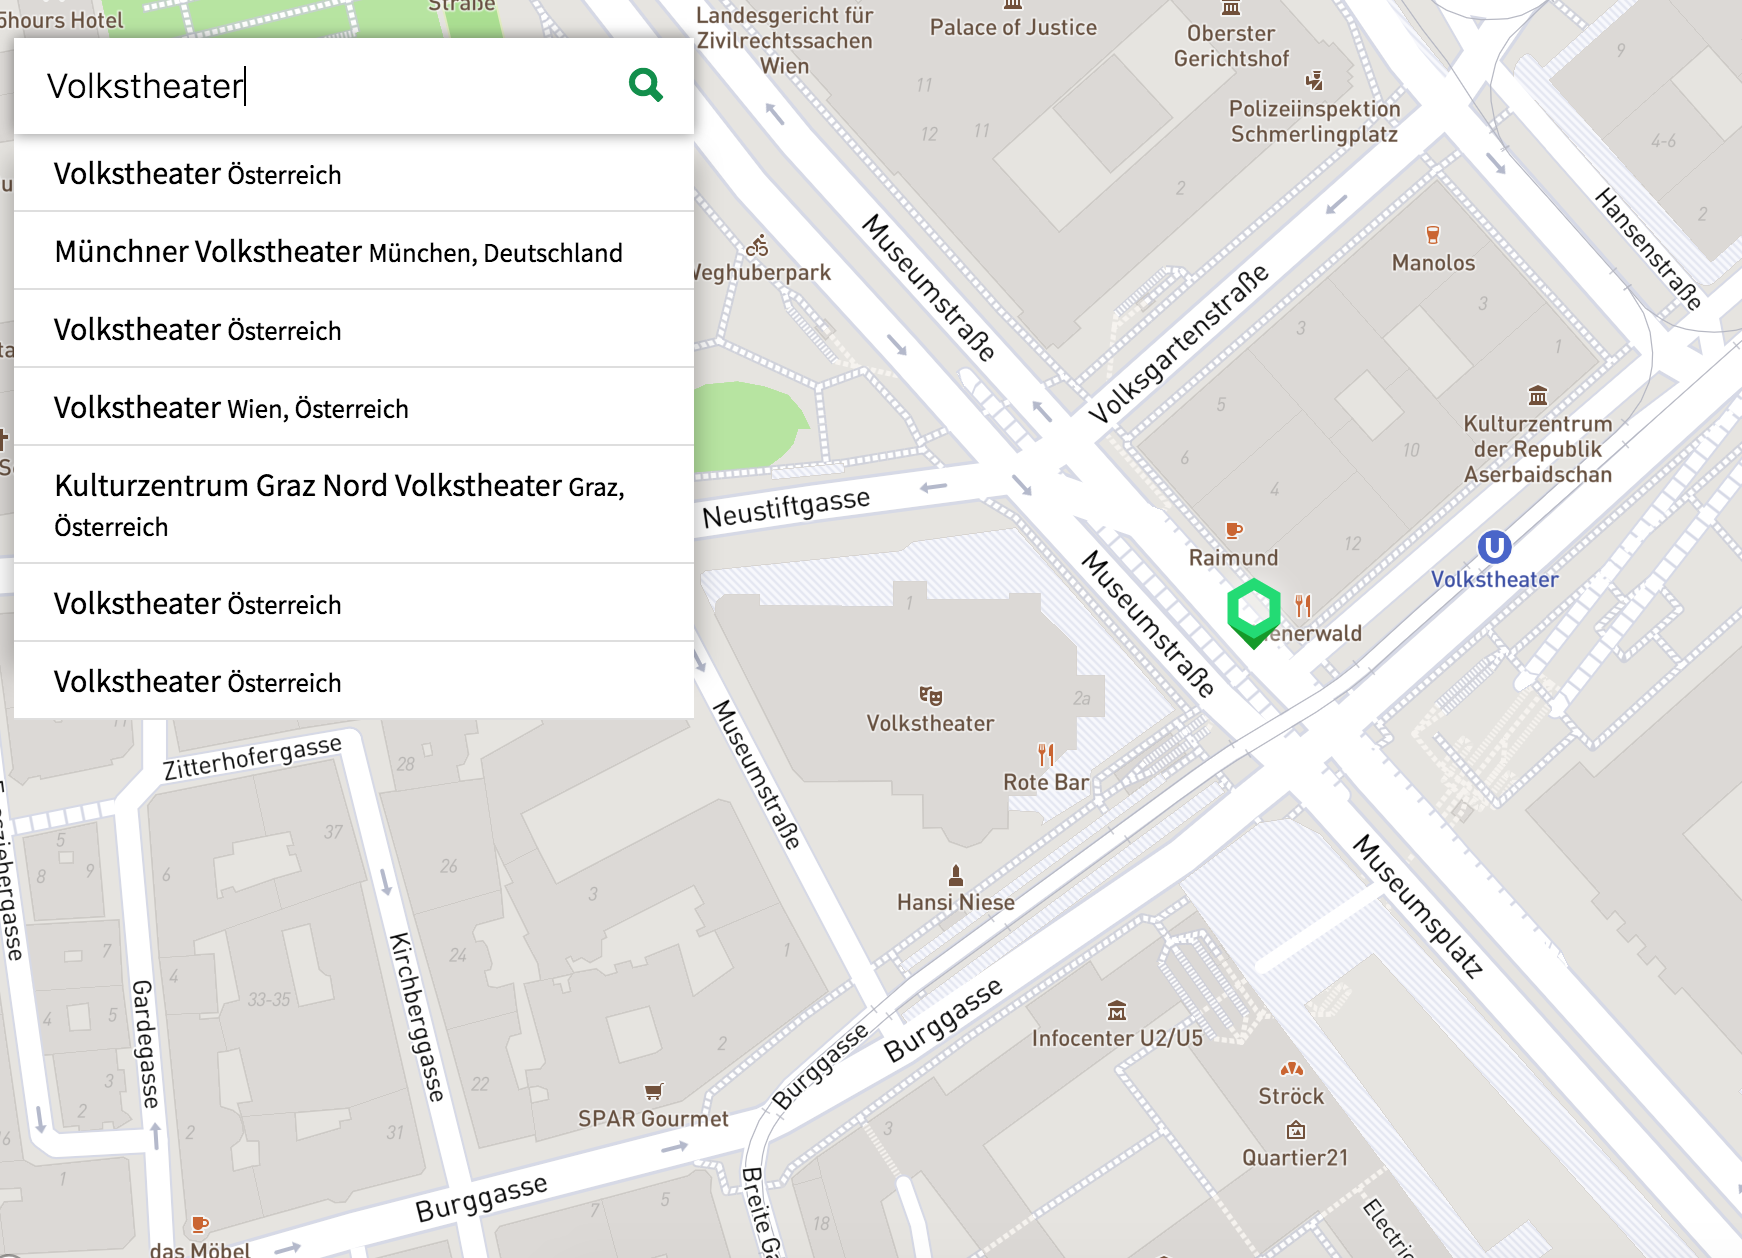 5hours Hotel
Straße
Landesgericht für
Zivilrechtssachen
Wien
Palace of Justice
Oberster
Gerichtshof
Polizeiinspektion
Schmerlingplatz
Volkstheater
Volkstheater Österreich
Münchner Volkstheater München, Deutschland
Volkstheater Österreich
Volkstheater Wien, Österreich
Kulturzentrum Graz Nord Volkstheater Graz,
Österreich
Volkstheater Österreich
Volkstheater Österreich
9
11
12
11
4-6
2
2
Hansenstraße
Museumstraße
Manolos
Weghuberpark
Volksgartenstraße
3
3
1
5
Kulturzentrum
der Republik
Aserbaidschan
6
10
4
Neustiftgasse
12
Raimund
U
Volkstheater
Museumstraße
enerwald
1
2a
Volkstheater
Rote Bar
Museumstraße
Zitterhofergasse
11
28
37
5
9
8
6
26
3
Hansi Niese
Museumsplatz
7
24
1
4
33-35
4
5
Gardegasse
Kirchberggasse
Burggasse
Burggasse
Infocenter U2/U5
2
3
22
2
SPAR Gourmet
Ströck
16
2
31
3
Quartier21
1
Burggasse
5
7
18
Breite Ga
Electric
das Möbel